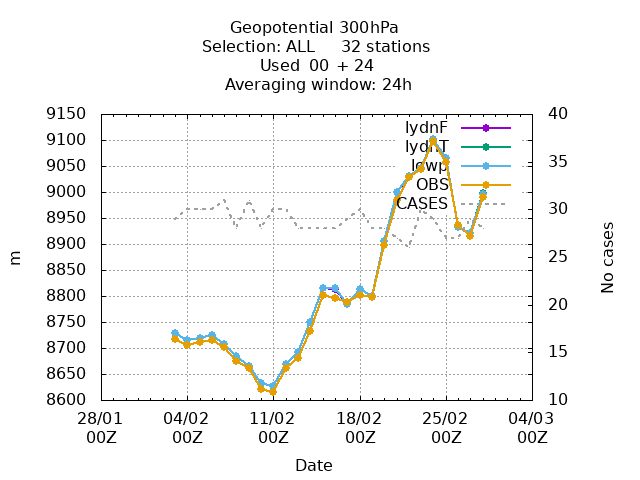 Geopotential 300hPa
Selection: ALL 32 stations
Used 00 + 24
Averaging window: 24h
9150
9100
9050
9000
8950
8900
8850
8800
8750
8700
8650
8600
m
40
35
30
25
20
15
10
No cases
lydnF
lydnT
lowp
OBS
CASES
28/01 04/02 11/02 18/02 25/02 04/03
00Z 00Z 00Z 00Z 00Z 00Z
Date